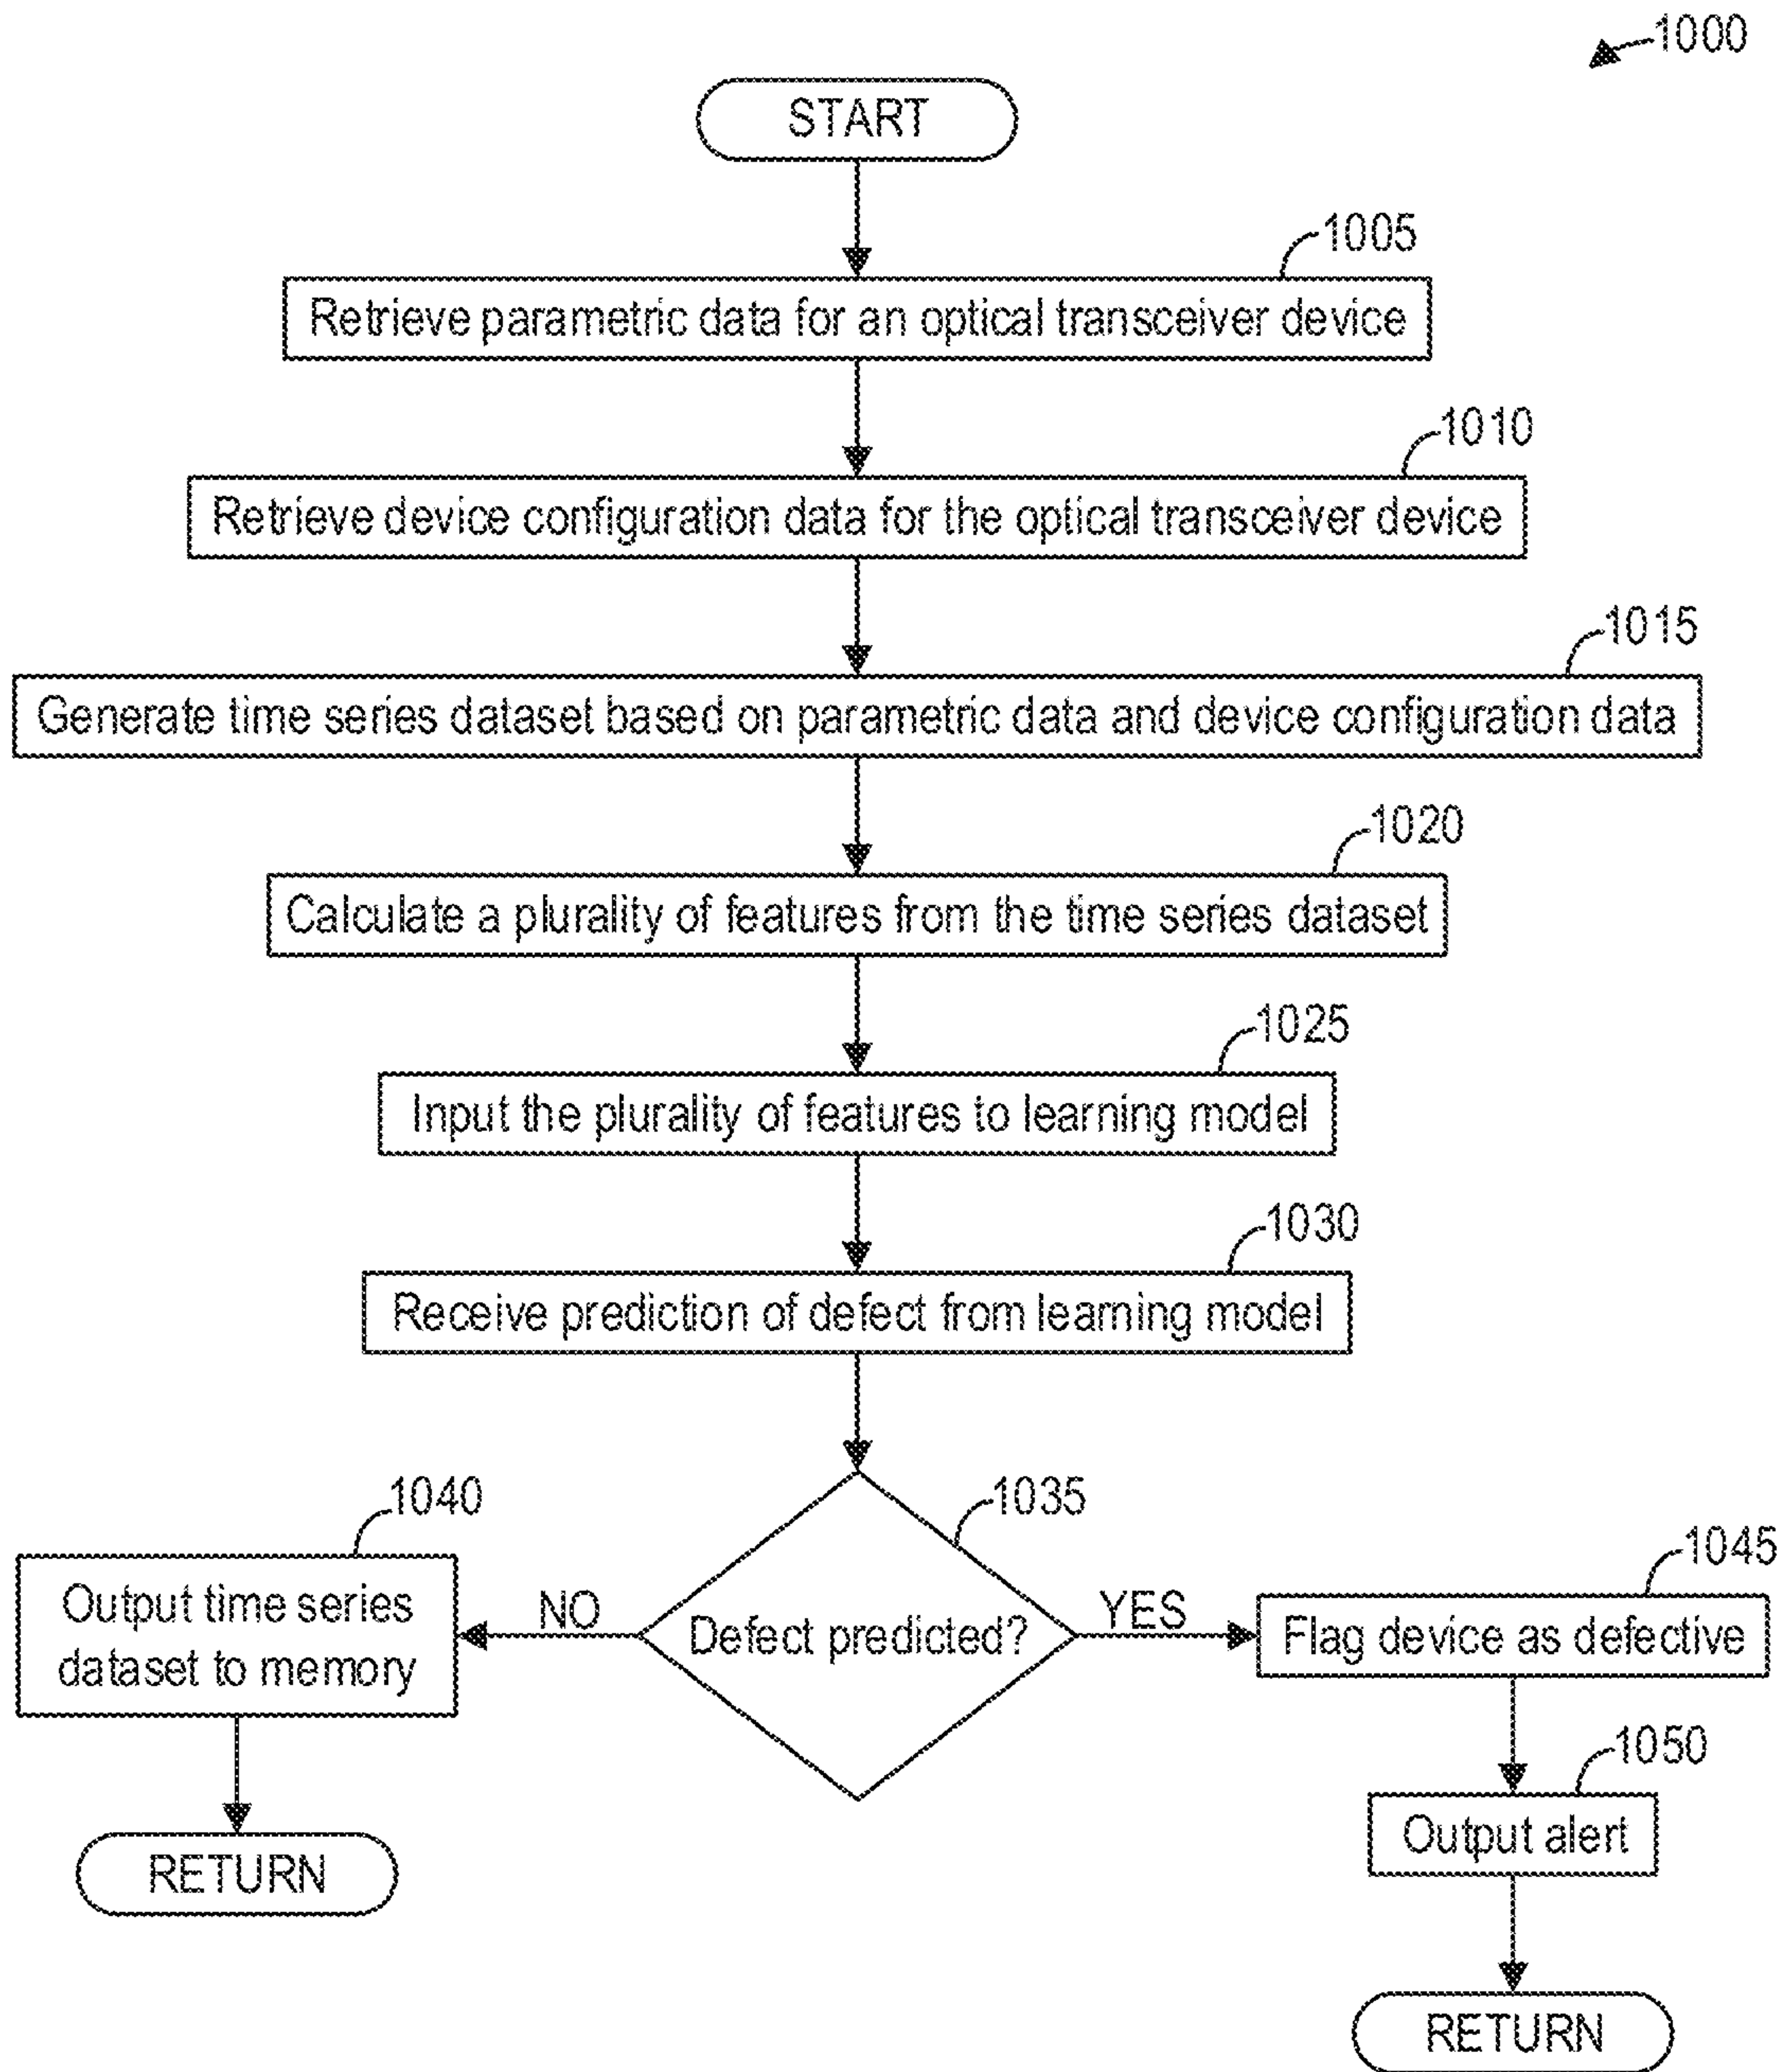 1000
START
1005
Retrieve parametric data for an optical transceiver device
1010
Retrieve device configuration data for the optical transceiver device
1015
Generate time series dataset based on parametric data and device configuration data
1020
Calculate a plurality of features from the time series dataset
1025
Input the plurality of features to learning model
1030
Receive prediction of defect from learning model
1035
Defect predicted?
NO
YES
1040
Output time series
dataset to memory
RETURN
1045
Flag device as defective
1050
Output alert
RETURN